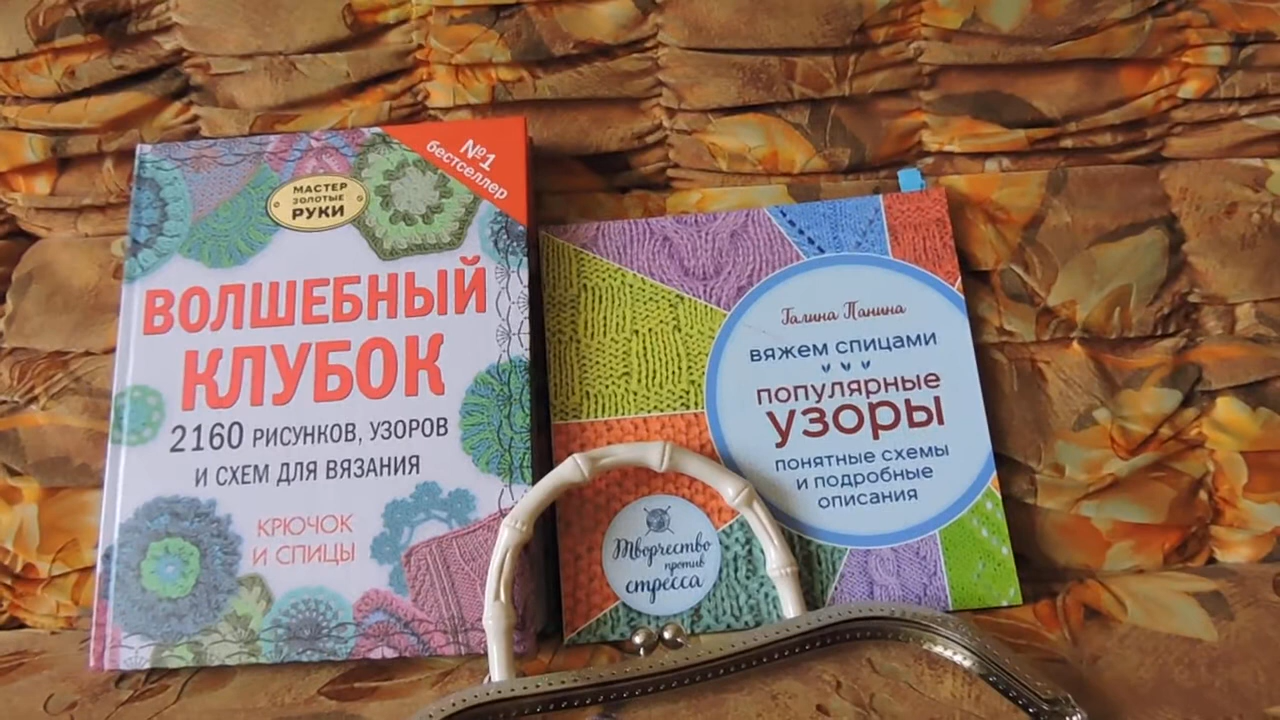 №1
бестселлер
МАСТЕР
ЗОЛОТЫЕ
РУКИ
ВОЛШЕБНЫЙ
КЛУБОК
2160 РИСУНКОВ, УЗОРОВ
И СХЕМ ДЛЯ ВЯЗАНИЯ
КРЮЧОК
И СПИЦЫ
Галина Панина
ВЯЖЕМ СПИЦАМИ
ПОПУЛЯРНЫЕ
УЗОРЫ
ПОНЯТНЫЕ СХЕМЫ
И ПОДРОБНЫЕ
ОПИСАНИЯ
Творчество
против
стресса